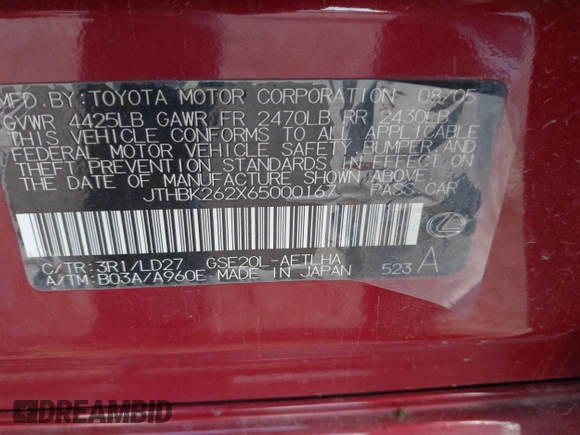 MFD. BY: TOYOTA MOTOR CORPORATION 08/05
GVWR 4425LB GAWR FR 2470LB RR 2430LB
THIS VEHICLE CONFORMS TO ALL APPLICABLE
FEDERAL MOTOR VEHICLE SAFETY, BUMPER AND
THEFT PREVENTION STANDARDS IN EFFECT ON
THE DATE OF MANUFACTURE SHOWN ABOVE.
JTHBK262X65000167 PASS.CAR
C/TR:3R1/LD27 GSE20L-AETLHA
A/TM:B03A/A960E MADE IN JAPAN 523 A
DREAMBID